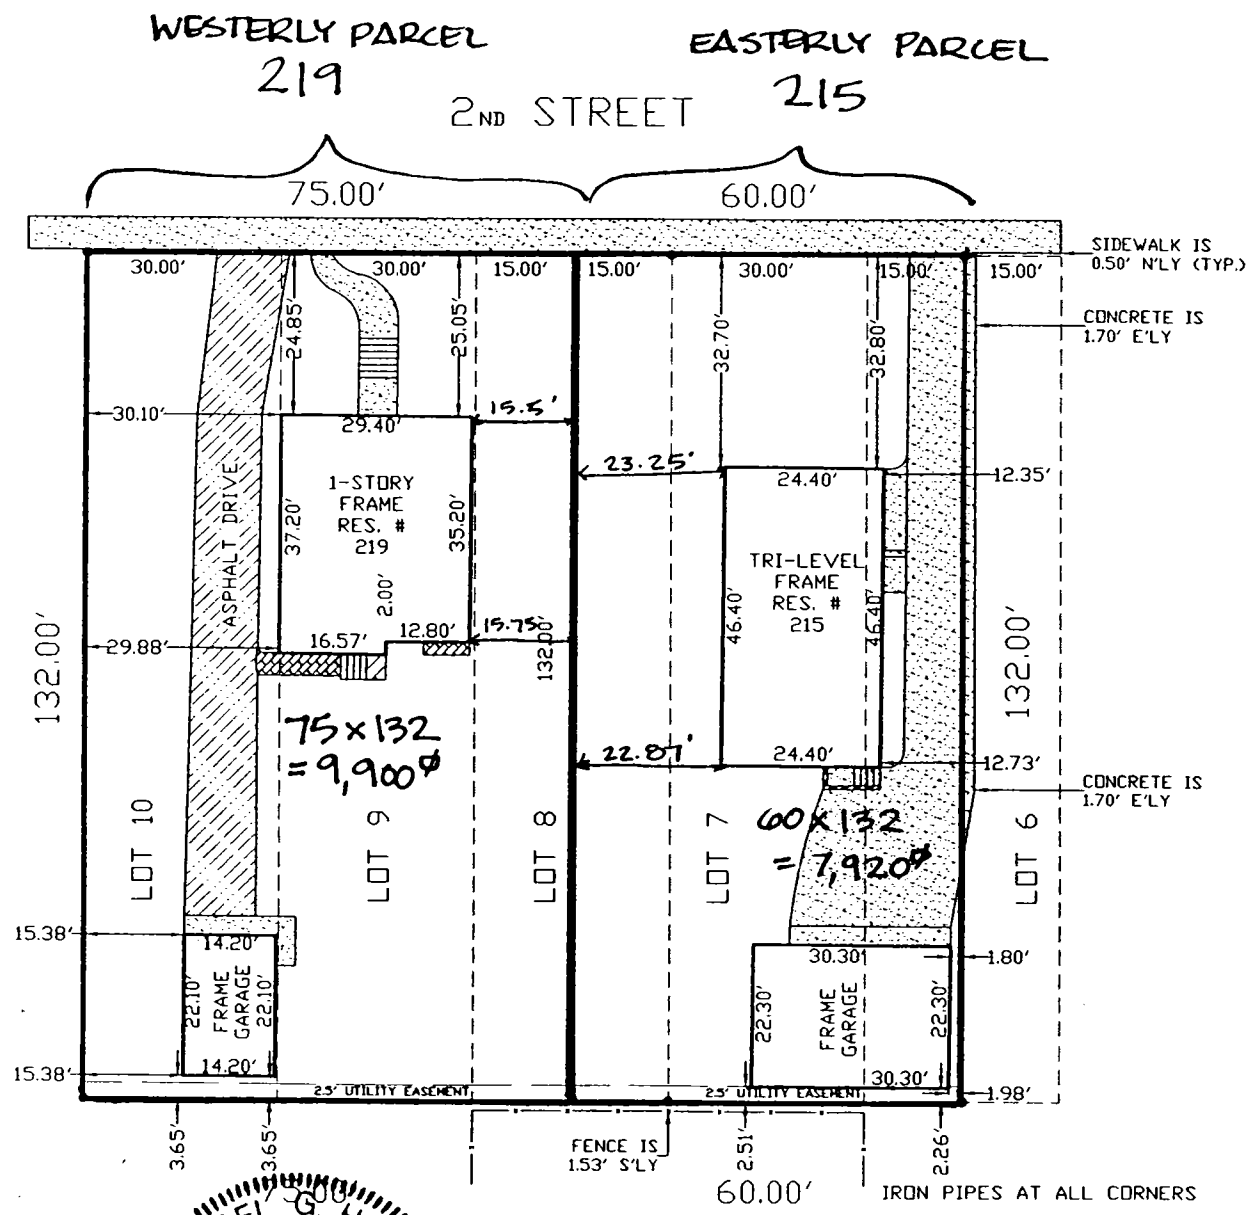 WESTERLY PARCEL
219
EASTERLY PARCEL
215
2ND STREET
75.00'
60.00'
SIDEWALK IS
0.50' N'LY (TYP.)
30.00'
30.00'
15.00'
15.00'
30.00'
15.00'
15.00'
CONCRETE IS
1.70' E'LY
24.85'
25.05'
32.70'
32.80'
30.10'
29.40'
15.5'
23.25'
24.40'
12.35'
1-STORY
FRAME
RES. #
219
37.20'
35.20'
ASPHALT DRIVE
TRI-LEVEL
FRAME
RES. #
215
46.40'
46.40'
2.00'
16.57'
12.80'
15.75'
29.88'
132.00'
132.00'
132.00'
75 x 132
= 9,900⌀
22.87'
24.40'
12.73'
CONCRETE IS
1.70' E'LY
60 x 132
= 7,920⌀
LOT 10
LOT 9
LOT 8
LOT 7
LOT 6
15.38'
14.20'
22.10'
FRAME
GARAGE
22.10'
14.20'
15.38'
30.30'
1.80'
22.30'
FRAME
GARAGE
22.30'
30.30'
1.98'
2.5' UTILITY EASEMENT
2.5' UTILITY EASEMENT
3.65'
3.65'
FENCE IS
1.53' S'LY
2.51'
2.26'
75.00'
60.00'
IRON PIPES AT ALL CORNERS